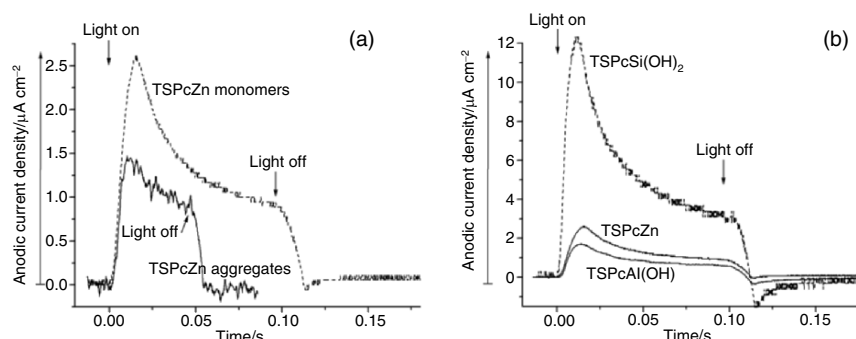 Light on
(a)
2.5
2.0
1.5
1.0
0.5
0.0
Anodic current density/μA cm⁻²
TSPcZn monomers
Light off
Light off
TSPcZn aggregates
0.00
0.05
0.10
0.15
Time/s
Light on
(b)
12
10
8
6
4
2
0
Anodic current density/μA cm⁻²
TSPcSi(OH)₂
Light off
TSPcZn
TSPcAl(OH)
0.00
0.05
0.10
0.15
Time/s